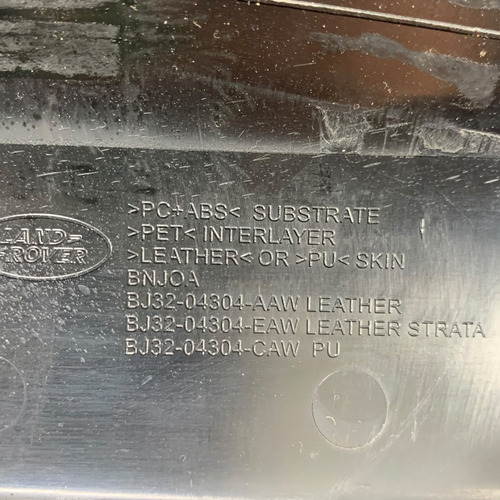 LAND-
-ROVER
>PC+ABS< SUBSTRATE
>PET< INTERLAYER
>LEATHER< OR >PU< SKIN
BNJOA
BJ32-04304-AAW LEATHER
BJ32-04304-EAW LEATHER STRATA
BJ32-04304-CAW PU